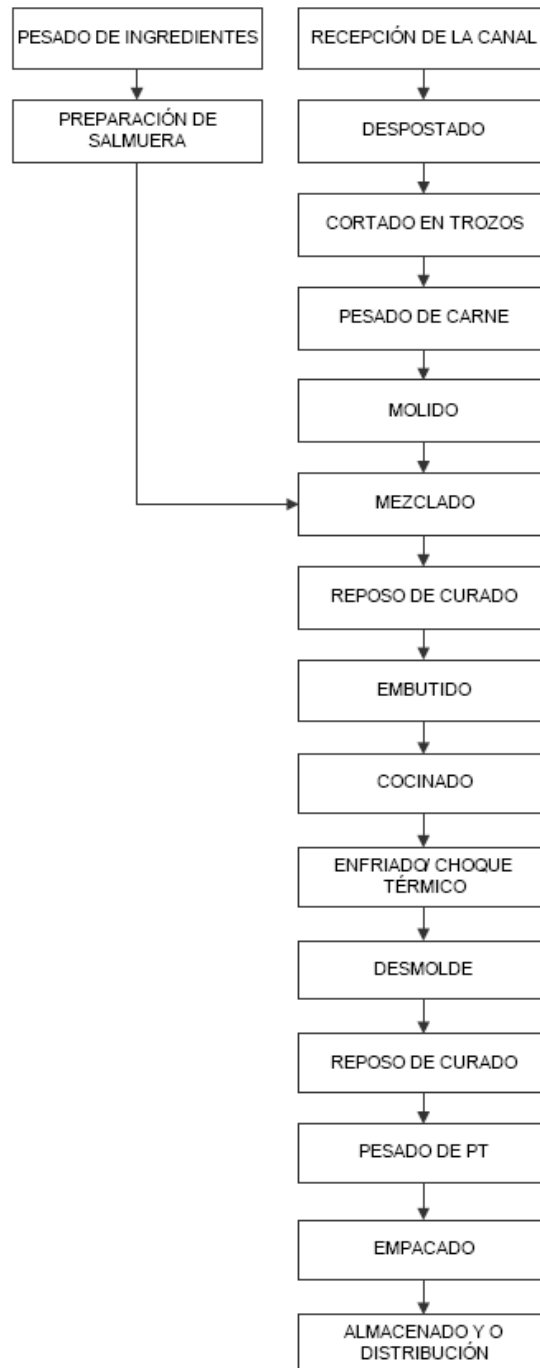 PESADO DE INGREDIENTES
PREPARACIÓN DE
SALMUERA
RECEPCIÓN DE LA CANAL
DESPOSTADO
CORTADO EN TROZOS
PESADO DE CARNE
MOLIDO
MEZCLADO
REPOSO DE CURADO
EMBUTIDO
COCINADO
ENFRIADO/ CHOQUE
TÉRMICO
DESMOLDE
REPOSO DE CURADO
PESADO DE PT
EMPACADO
ALMACENADO Y O
DISTRIBUCIÓN